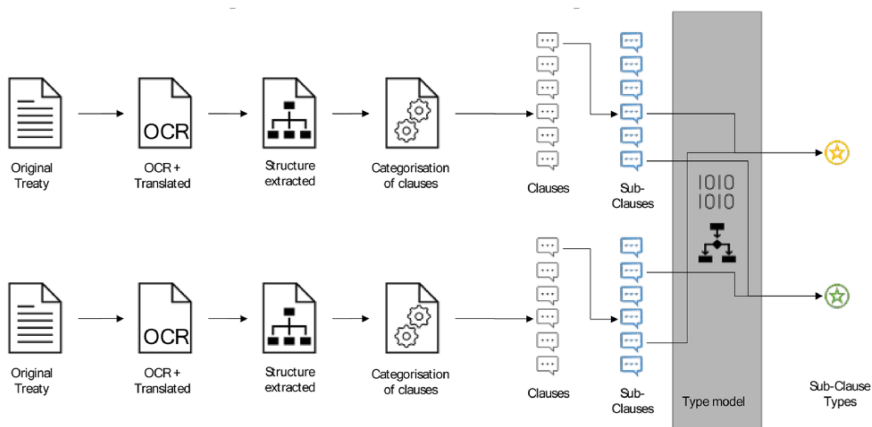 OCR
Original
Treaty
OCR +
Translated
Structure
extracted
Categorisation
of clauses
Clauses
Sub-
Clauses
1010
1010
OCR
Original
Treaty
OCR +
Translated
Structure
extracted
Categorisation
of clauses
Clauses
Sub-
Clauses
Type model
Sub-Clause
Types